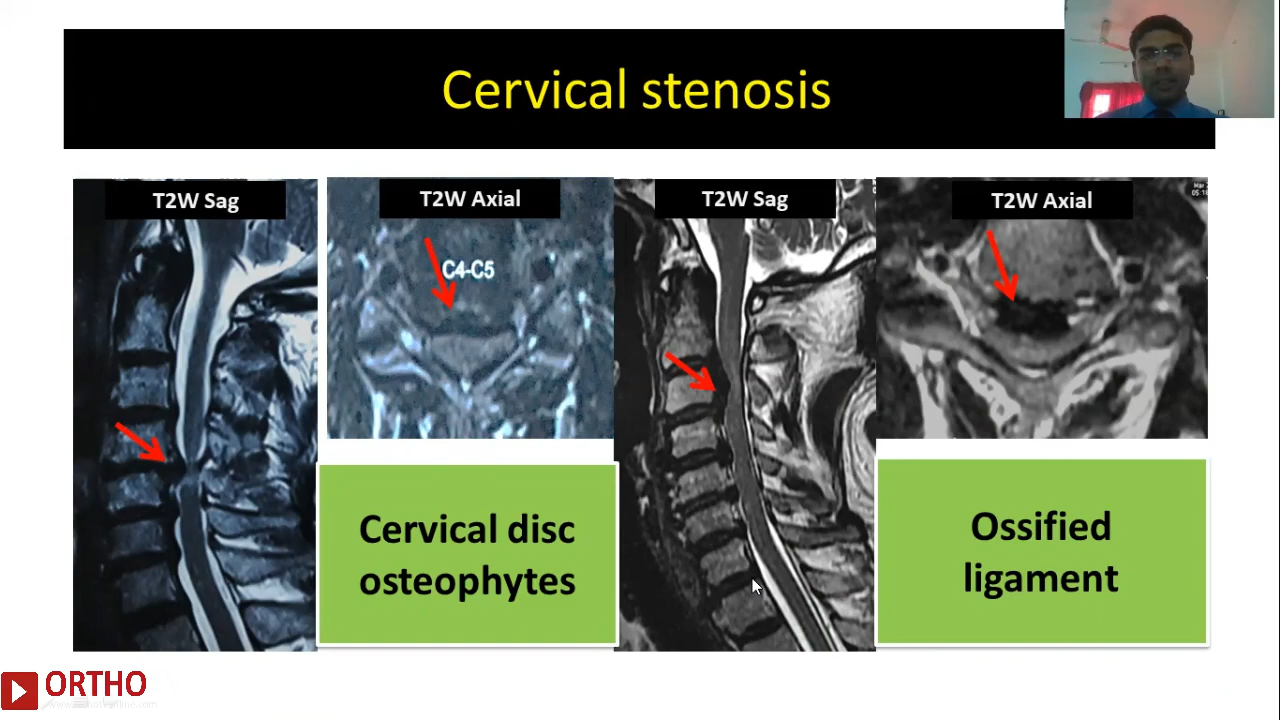 Cervical stenosis
T2W Sag
T2W Axial
C4-C5
T2W Sag
T2W Axial
Cervical disc
osteophytes
Ossified
ligament
ORTHO